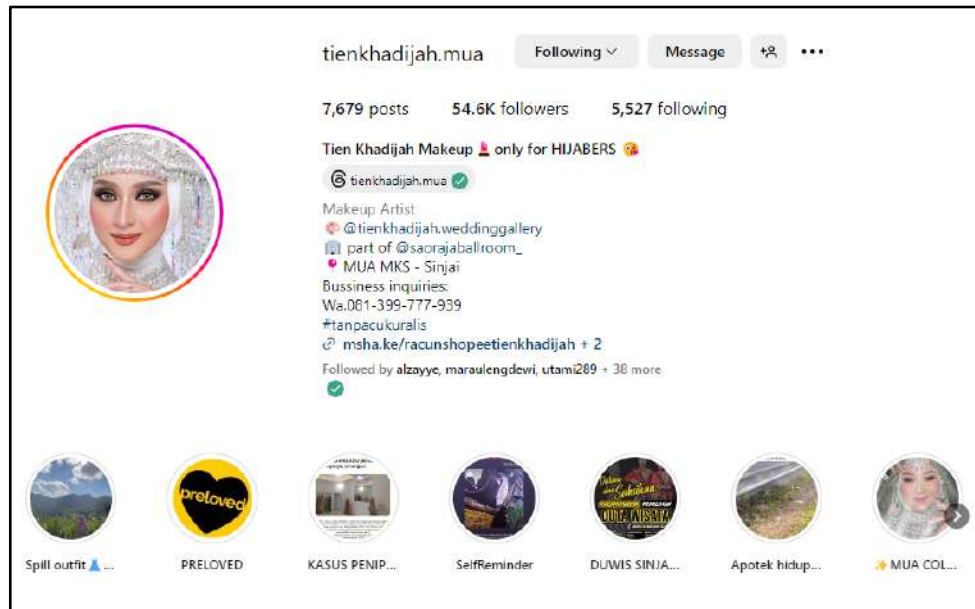 tienkhadijah.mua Following Message
7,679 posts 54.6K followers 5,527 following
Tien Khadijah Makeup 💄 only for HIJABERS 😘
tienkhadijah.mua
Makeup Artist
@tienkhadijah.weddinggallery
🏢 part of @saorajaballroom_
📍 MUA MKS - Sinjai
Bussiness inquiries:
Wa.081-399-777-939
#tanpacukuralis
msha.ke/racunshopeetienkhadijah + 2
Followed by alzayye, maraulengdewi, utami289 + 38 more
preloved
DUTA WISATA
Spill outfit 👗 ...
PRELOVED
KASUS PENIP...
SelfReminder
DUWIS SINJA...
Apotek hidup...
✨ MUA COL...